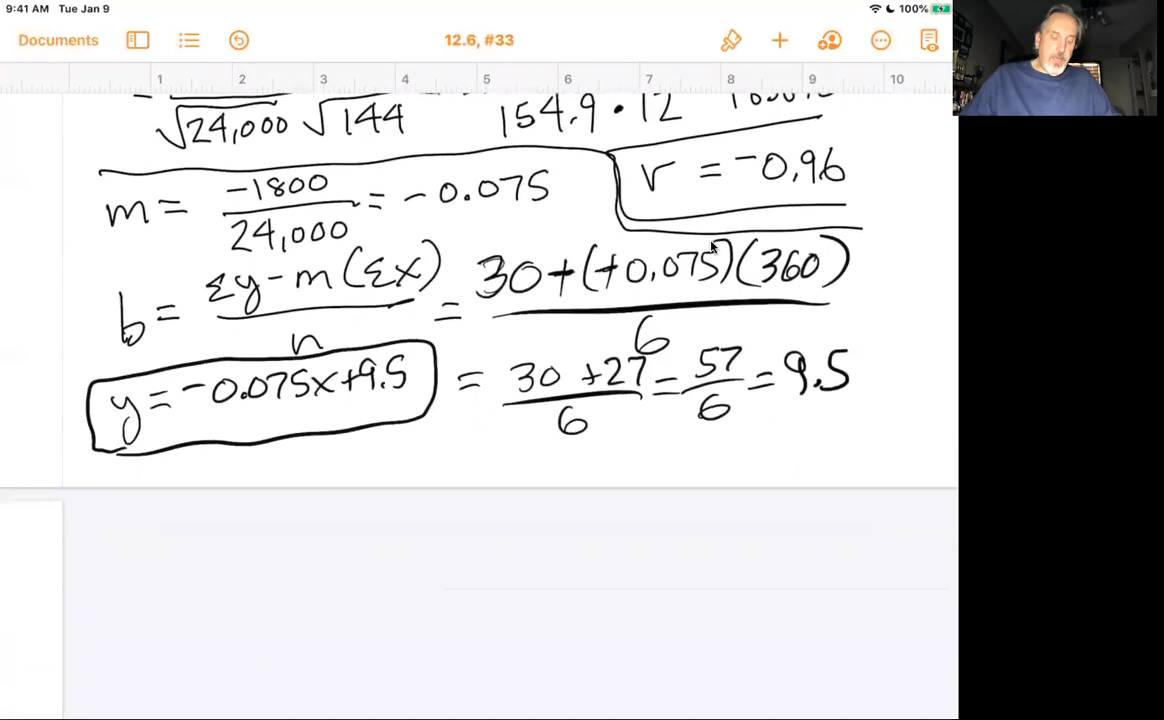 9:41 AM Tue Jan 9 100%
Documents 12.6, #33
1 2 3 4 5 6 7 8 9 10
√24,000 √144 154.9 • 12
m = -1800/24,000 = -0.075 r = -0.96
b = Σy - m(Σx)/n = 30+(+0.075)(360)/6
y = -0.075x+9.5 = 30 +27/6 = 57/6 = 9.5